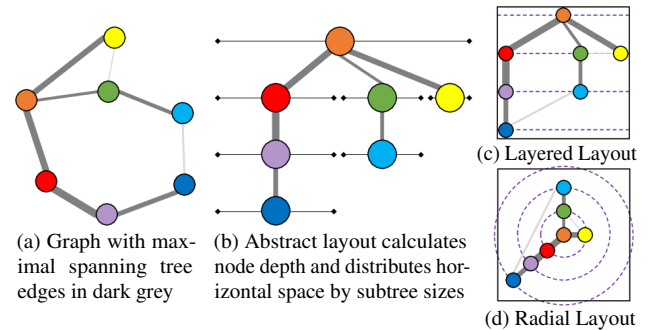 (a) Graph with max-
imal spanning tree
edges in dark grey
(b) Abstract layout calculates
node depth and distributes hor-
izontal space by subtree sizes
(c) Layered Layout
(d) Radial Layout